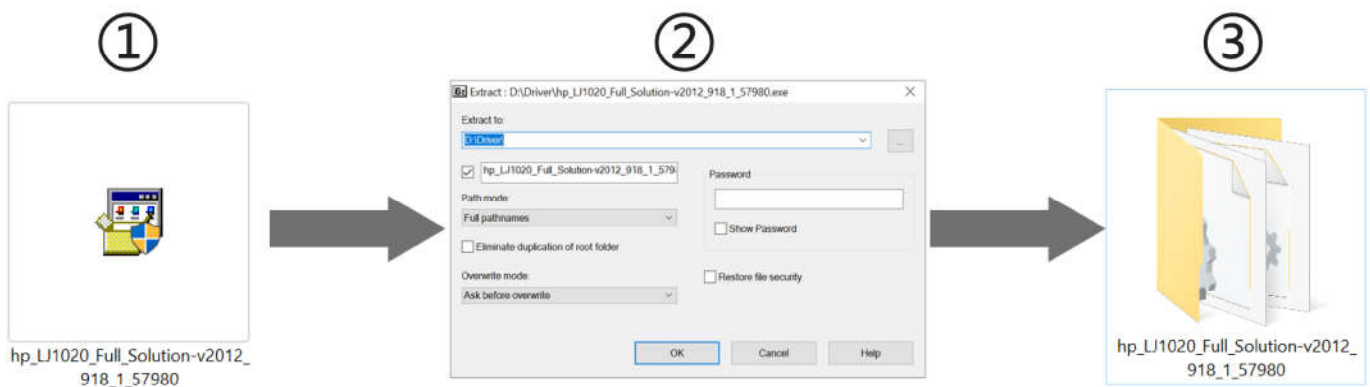 ①
②
③
Extract : D:\Driver\hp_LJ1020_Full_Solution-v2012_918_1_57980.exe
Extract to:
D:\Driver\
...
hp_LJ1020_Full_Solution-v2012_918_1_579
Password
Path mode:
Full pathnames
Show Password
Eliminate duplication of root folder
Overwrite mode:
Restore file security
Ask before overwrite
OK
Cancel
Help
hp_LJ1020_Full_Solution-v2012_
918_1_57980
hp_LJ1020_Full_Solution-v2012_
918_1_57980